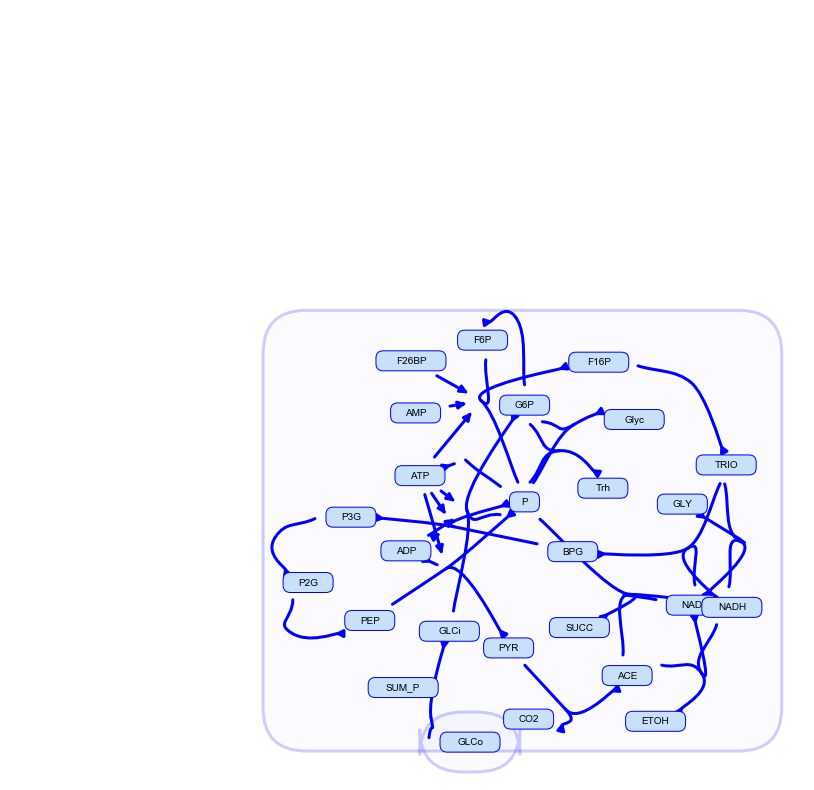 F6P
F26BP
F16P
AMP
G6P
Glyc
TRIO
ATP
Trh
P
GLY
P3G
ADP
BPG
P2G
NAD
NADH
PEP
SUCC
GLCi
PYR
ACE
SUM_P
CO2
ETOH
GLCo